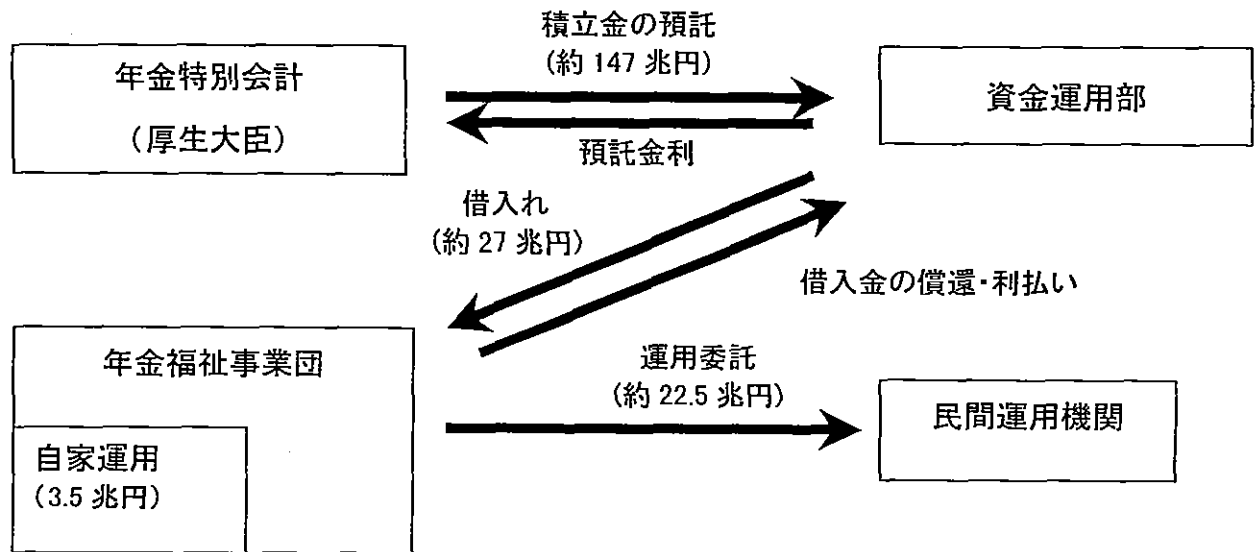 積立金の預託
(約 147 兆円)
年金特別会計
(厚生大臣)
資金運用部
預託金利
借入れ
(約 27 兆円)
借入金の償還・利払い
年金福祉事業団
運用委託
(約 22.5 兆円)
民間運用機関
自家運用
(3.5 兆円)